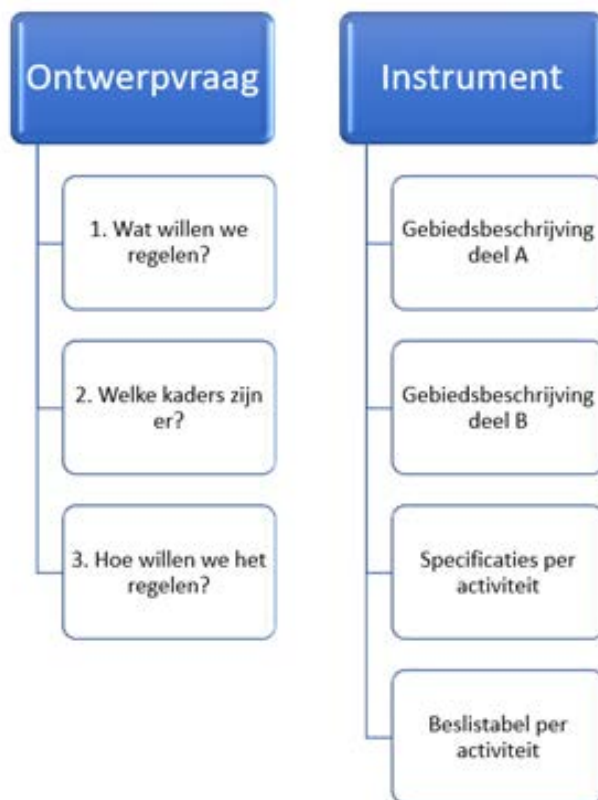 Ontwerpvraag
1. Wat willen we
regelen?
2. Welke kaders zijn
er?
3. Hoe willen we het
regelen?
Instrument
Gebiedsbeschrijving
deel A
Gebiedsbeschrijving
deel B
Specificaties per
activiteit
Beslistabel per
activiteit